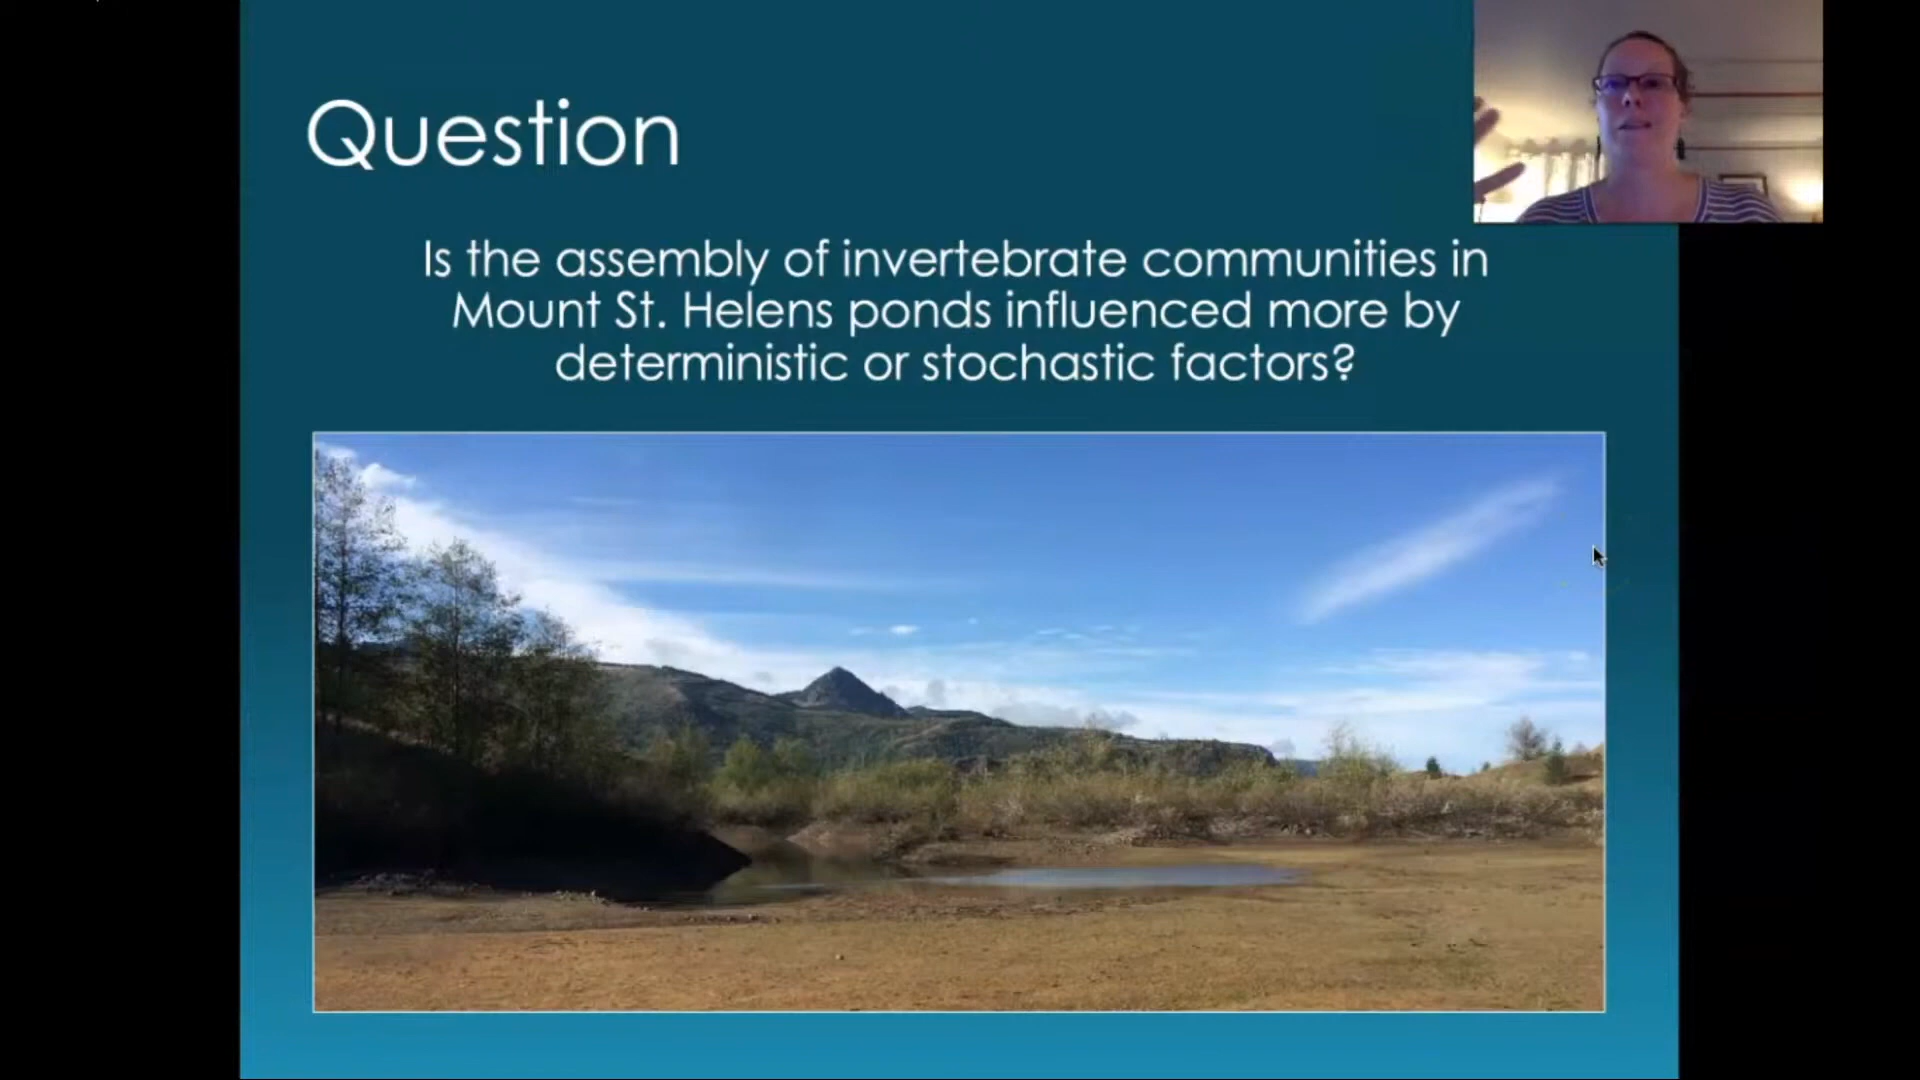 Question
Is the assembly of invertebrate communities in
Mount St. Helens ponds influenced more by
deterministic or stochastic factors?